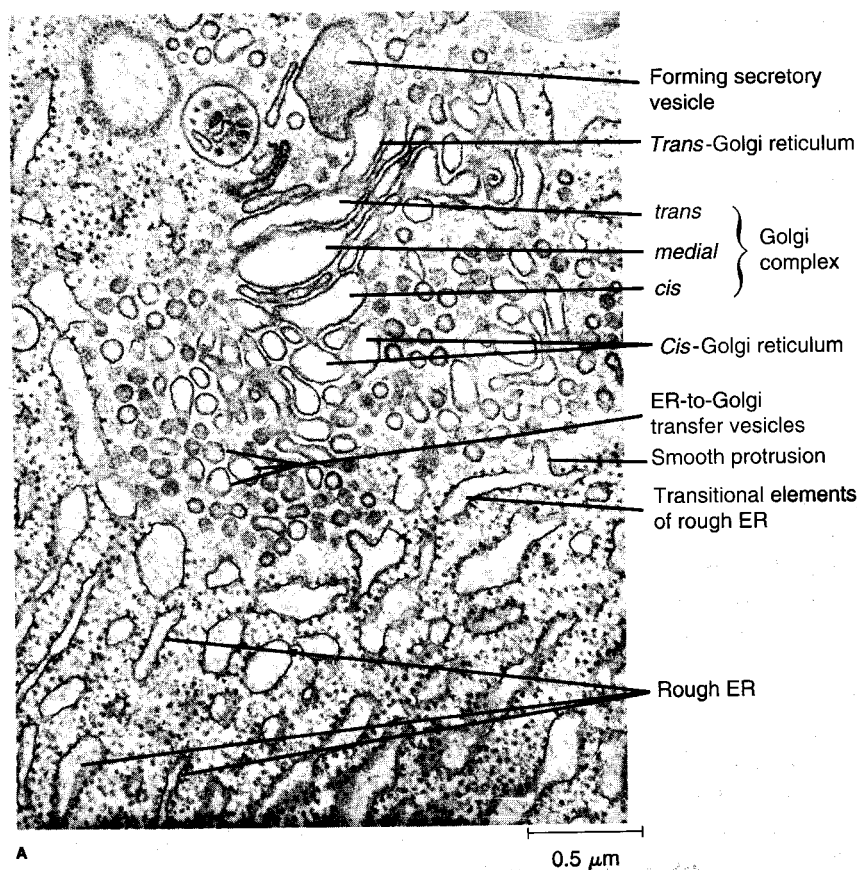 Forming secretory
vesicle
Trans-Golgi reticulum
trans
medial
cis
Golgi
complex
Cis-Golgi reticulum
ER-to-Golgi
transfer vesicles
Smooth protrusion
Transitional elements
of rough ER
Rough ER
A
0.5 μm